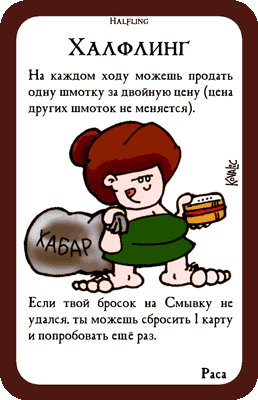 Halfling
Халфлинг
На каждом ходу можешь продать
одну шмотку за двойную цену (цена
других шмоток не меняется).
ХАБАР
Kovalic
Если твой бросок на Смывку не
удался, ты можешь сбросить 1 карту
и попробовать ещё раз.
Раса